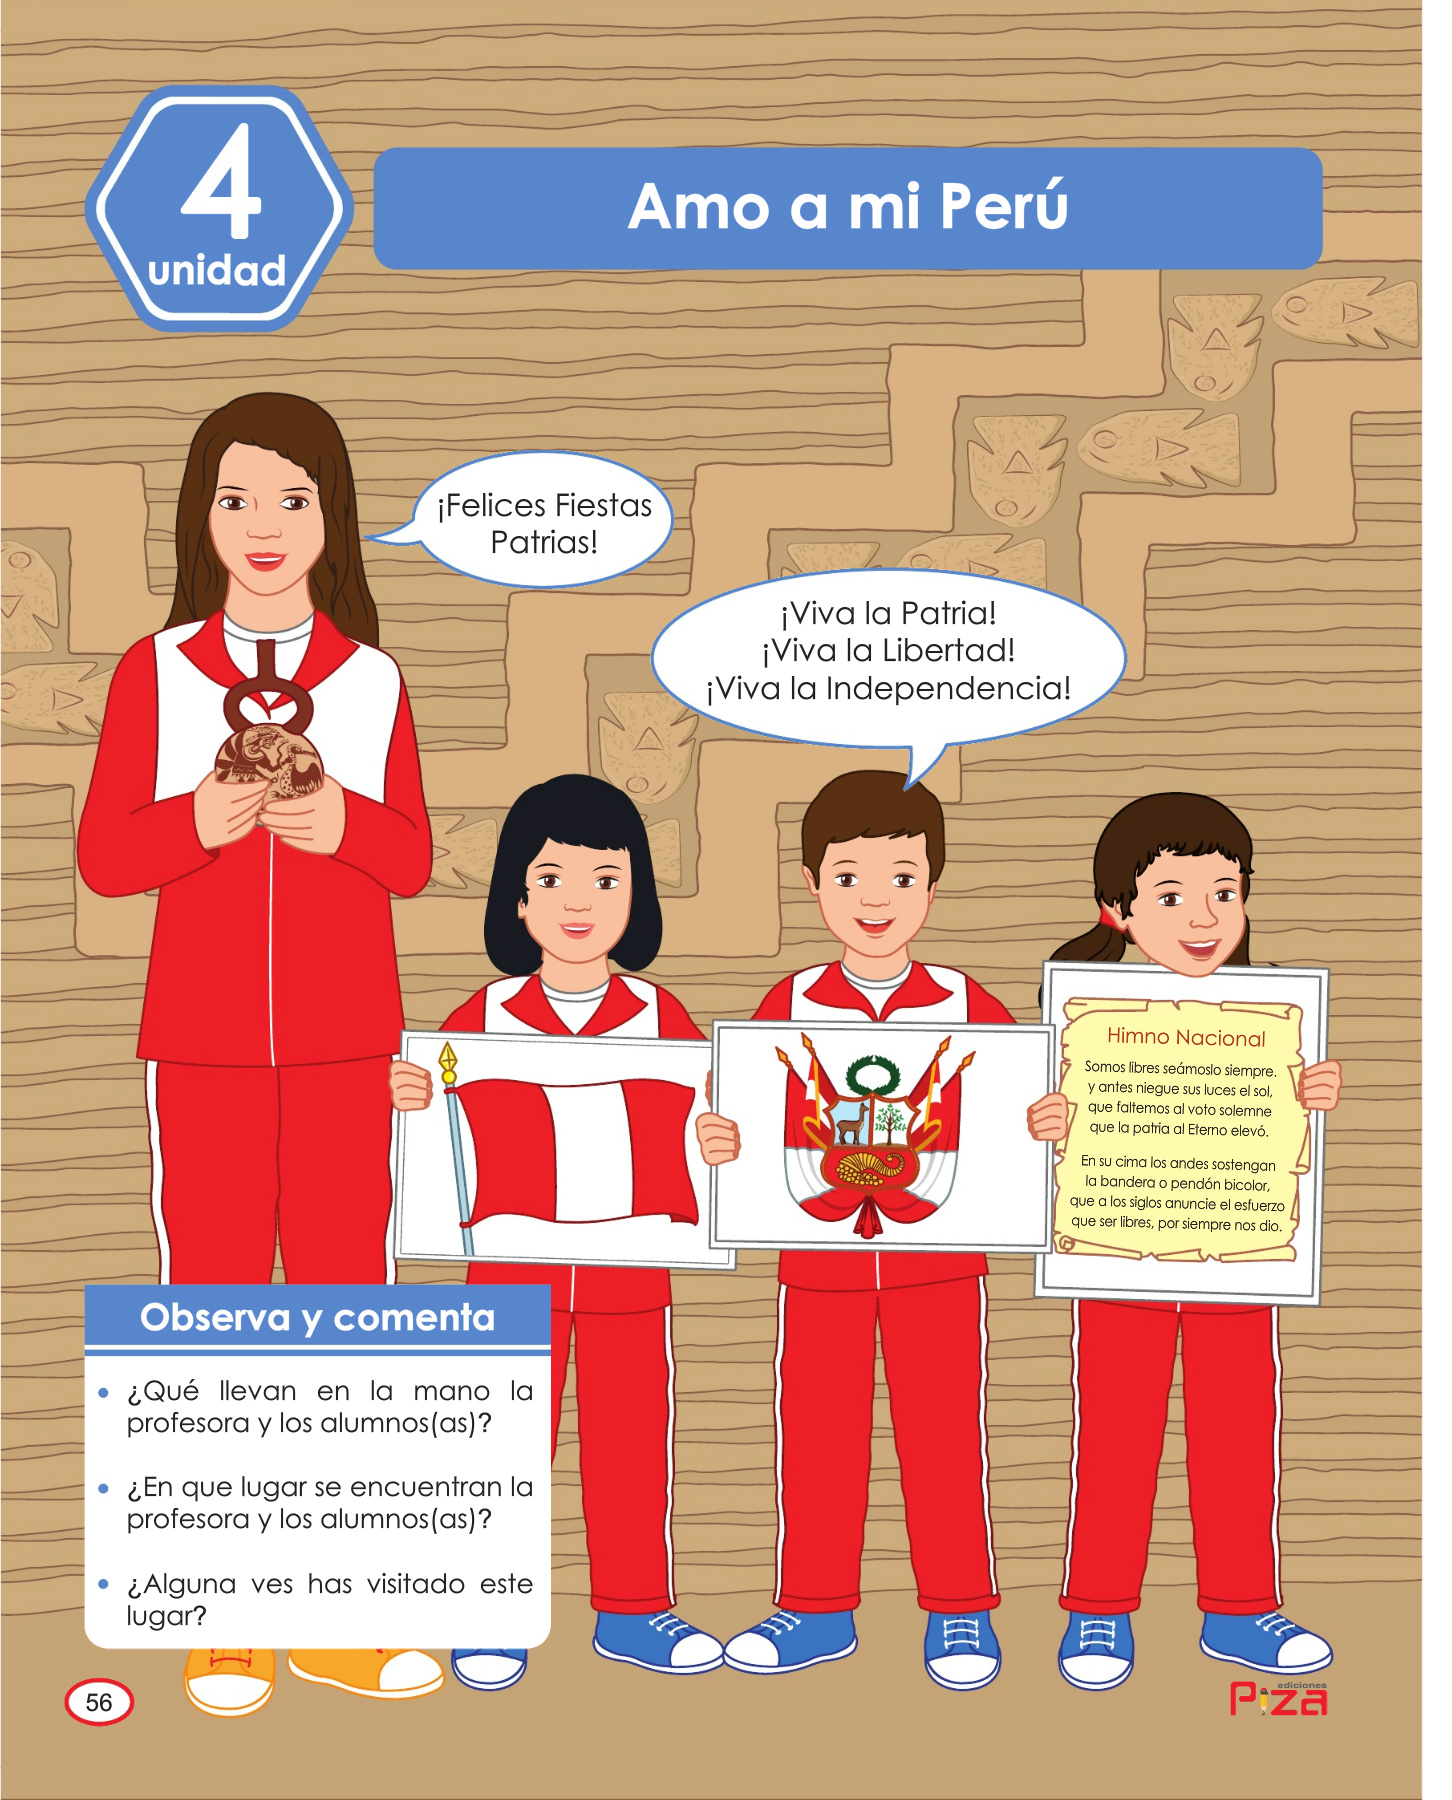 4
unidad
Amo a mi Perú
¡Felices Fiestas
Patrias!
¡Viva la Patria!
¡Viva la Libertad!
¡Viva la Independencia!
Himno Nacional
Somos libres seámoslo siempre.
y antes niegue sus luces el sol,
que faltemos al voto solemne
que la patria al Eterno elevó.
En su cima los andes sostengan
la bandera o pendón bicolor,
que a los siglos anuncie el esfuerzo
que ser libres, por siempre nos dio.
Observa y comenta
• ¿Qué llevan en la mano la
profesora y los alumnos(as)?
• ¿En que lugar se encuentran la
profesora y los alumnos(as)?
• ¿Alguna ves has visitado este
lugar?
56
ediciones
Piza